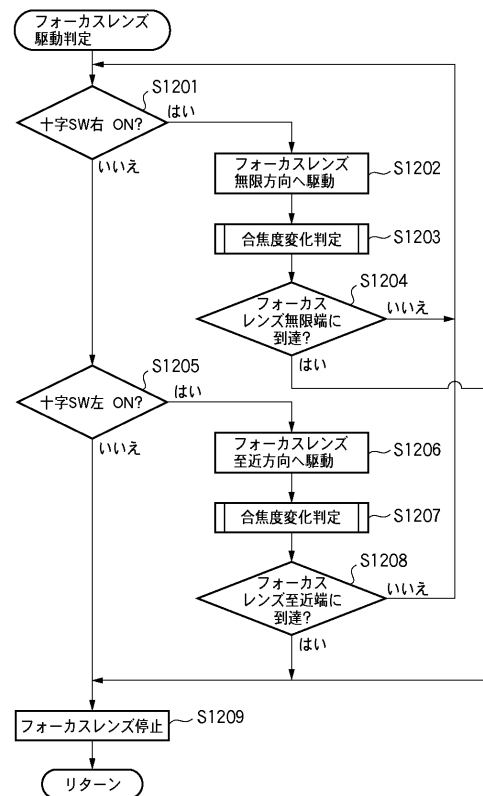 フォーカスレンズ
駆動判定
S1201
十字SW右 ON?
はい
いいえ
フォーカスレンズ
無限方向へ駆動
S1202
合焦度変化判定
S1203
S1204
フォーカス
レンズ無限端に
到達?
いいえ
はい
S1205
十字SW左 ON?
はい
いいえ
フォーカスレンズ
至近方向へ駆動
S1206
合焦度変化判定
S1207
S1208
フォーカス
レンズ至近端に
到達?
いいえ
はい
フォーカスレンズ停止
S1209
リターン